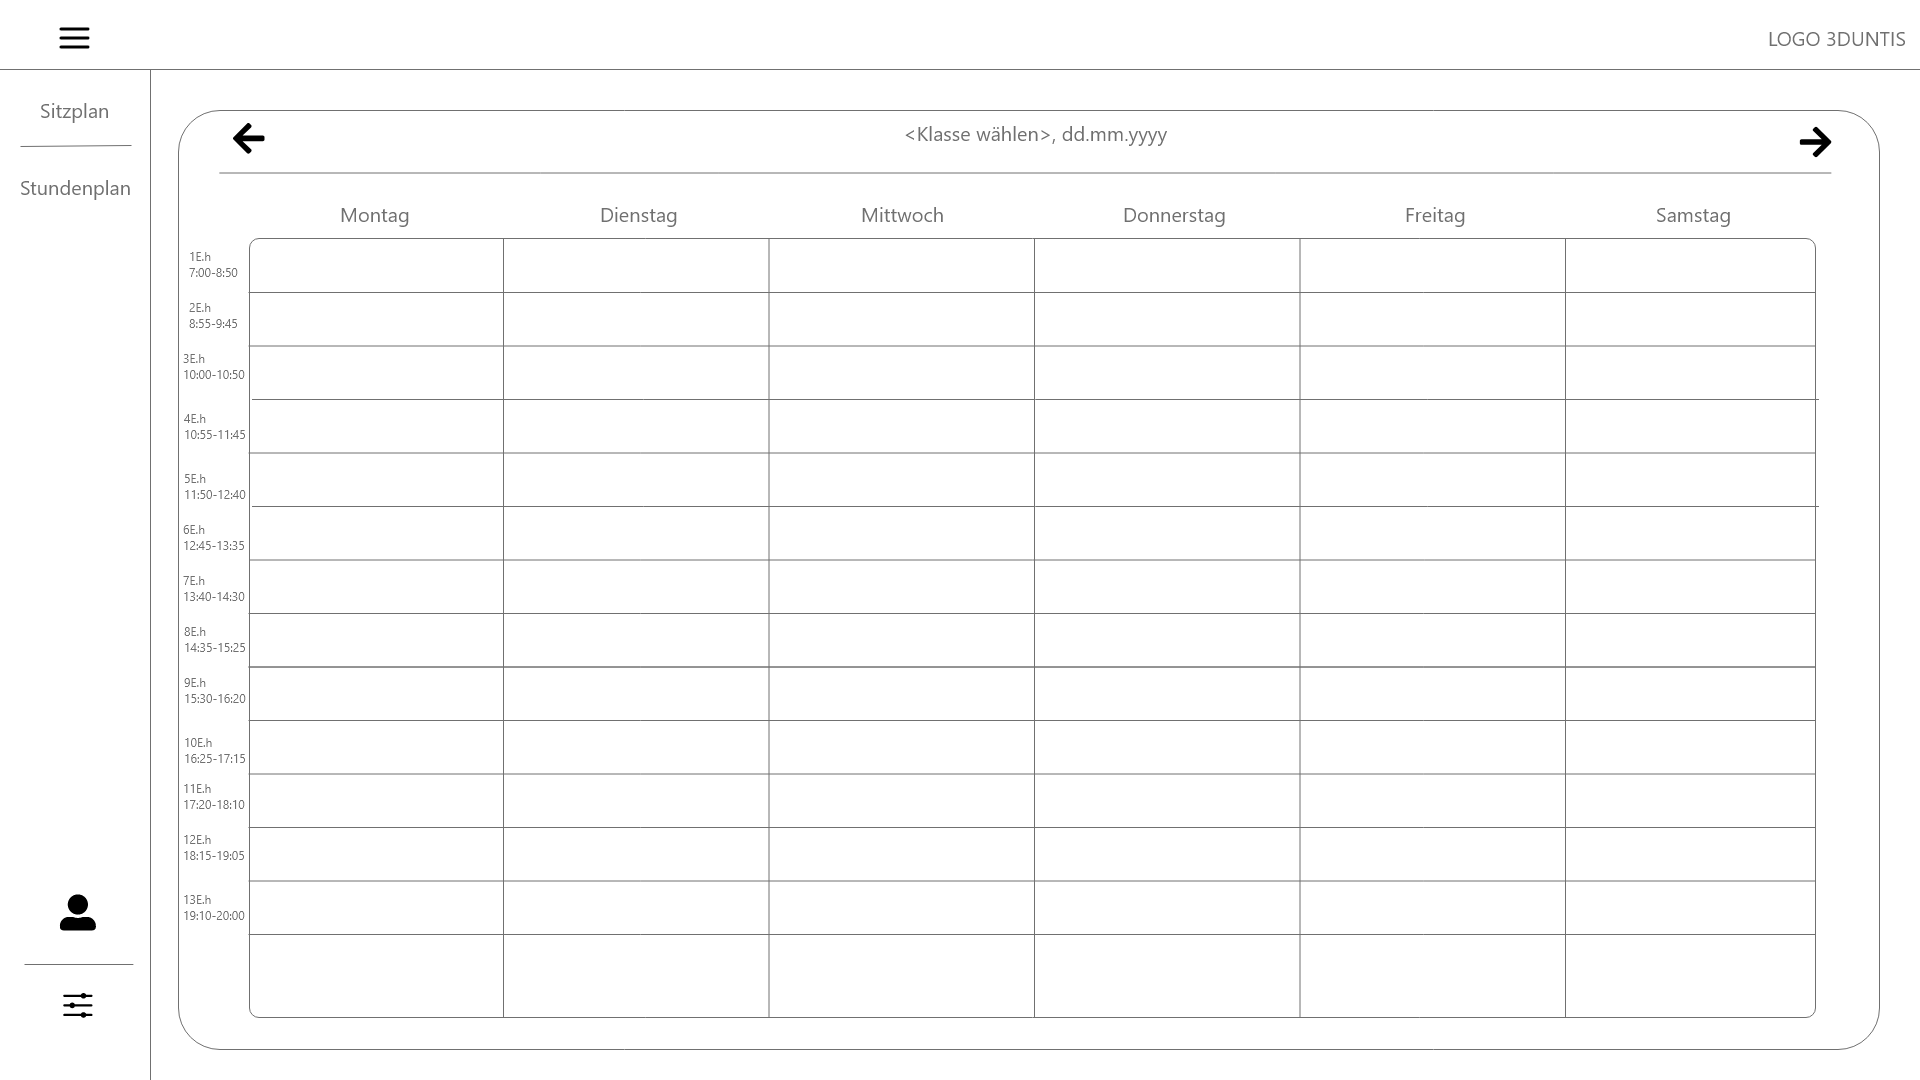 LOGO 3DUNTIS
Sitzplan
Stundenplan
<Klasse wählen>, dd.mm.yyyy
Montag Dienstag Mittwoch Donnerstag Freitag Samstag
1E.h
7:00-8:50
2E.h
8:55-9:45
3E.h
10:00-10:50
4E.h
10:55-11:45
5E.h
11:50-12:40
6E.h
12:45-13:35
7E.h
13:40-14:30
8E.h
14:35-15:25
9E.h
15:30-16:20
10E.h
16:25-17:15
11E.h
17:20-18:10
12E.h
18:15-19:05
13E.h
19:10-20:00